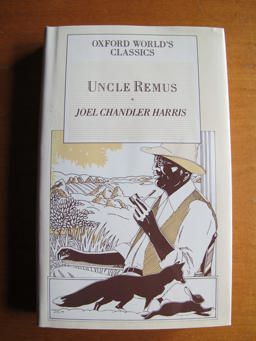 OXFORD WORLD'S
CLASSICS
UNCLE REMUS
JOEL CHANDLER HARRIS